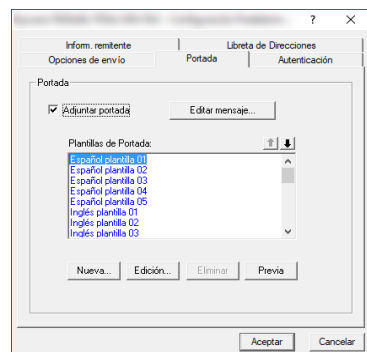 Inform. remitente
Libreta de Direcciones
Opciones de envío
Portada
Autenticación
Portada
Adjuntar portada
Editar mensaje...
Plantillas de Portada:
Español plantilla 01
Español plantilla 02
Español plantilla 03
Español plantilla 04
Español plantilla 05
Inglés plantilla 01
Inglés plantilla 02
Inglés plantilla 03
Nueva...
Edición...
Eliminar
Previa
Aceptar
Cancelar